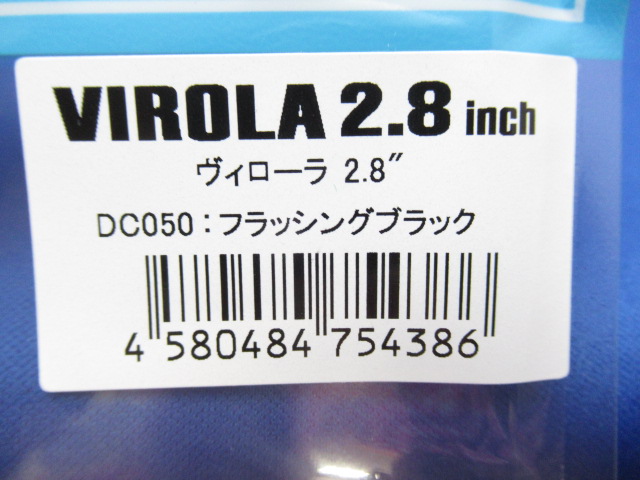 VIROLA 2.8 inch
ヴィローラ 2.8″
DC050：フラッシングブラック
4 580484 754386